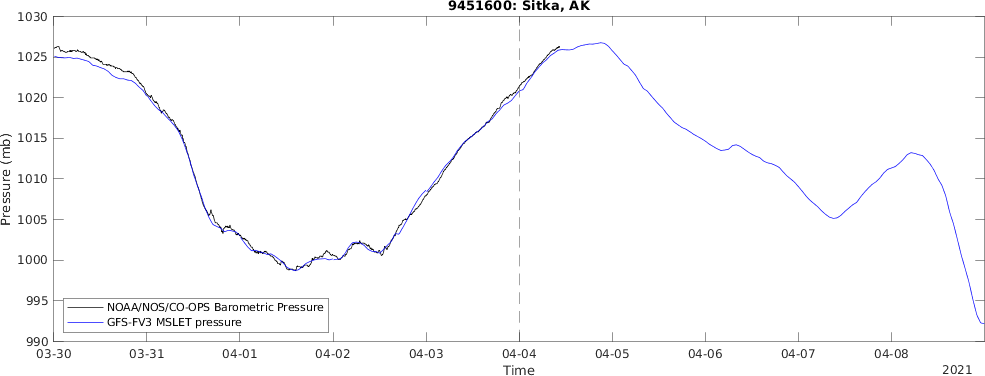 9451600: Sitka, AK
1030
1025
1020
1015
1010
1005
1000
995
990
Pressure (mb)
NOAA/NOS/CO-OPS Barometric Pressure
GFS-FV3 MSLET pressure
03-30 03-31 04-01 04-02 04-03 04-04 04-05 04-06 04-07 04-08
Time
2021